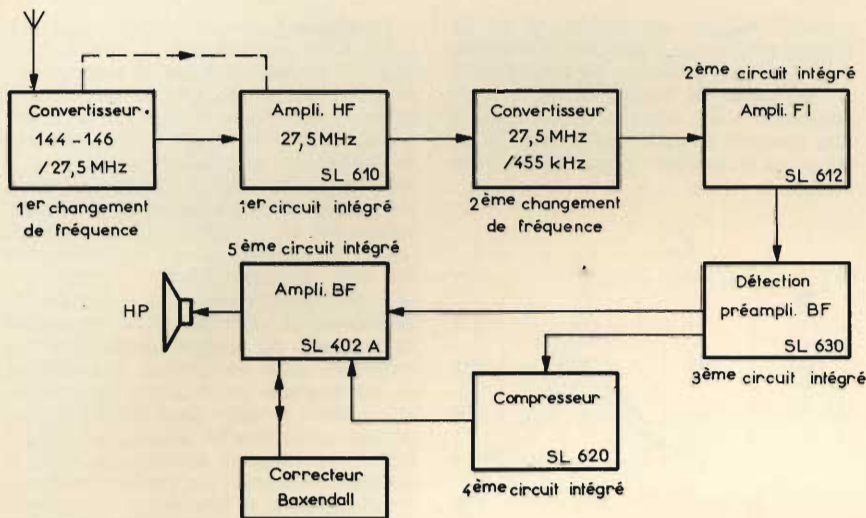 Convertisseur.
144 - 146
/27,5 MHz
1er changement
de fréquence
Ampli. HF
27,5 MHz
SL 610
1er circuit intégré
Convertisseur
27,5 MHz
/455 kHz
2ème changement
de fréquence
2ème circuit intégré
Ampli. FI
SL 612
5ème circuit intégré
Ampli. BF
SL 402 A
HP
Détection
préampli. BF
SL 630
3ème circuit intégré
Compresseur
SL 620
4ème circuit intégré
Correcteur
Baxendall